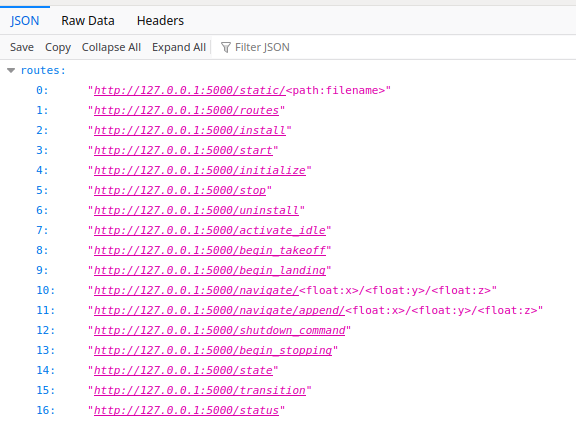 JSON Raw Data Headers
Save Copy Collapse All Expand All Filter JSON
routes:
0: "http://127.0.0.1:5000/static/<path:filename>"
1: "http://127.0.0.1:5000/routes"
2: "http://127.0.0.1:5000/install"
3: "http://127.0.0.1:5000/start"
4: "http://127.0.0.1:5000/initialize"
5: "http://127.0.0.1:5000/stop"
6: "http://127.0.0.1:5000/uninstall"
7: "http://127.0.0.1:5000/activate_idle"
8: "http://127.0.0.1:5000/begin_takeoff"
9: "http://127.0.0.1:5000/begin_landing"
10: "http://127.0.0.1:5000/navigate/<float:x>/<float:y>/<float:z>"
11: "http://127.0.0.1:5000/navigate/append/<float:x>/<float:y>/<float:z>"
12: "http://127.0.0.1:5000/shutdown_command"
13: "http://127.0.0.1:5000/begin_stopping"
14: "http://127.0.0.1:5000/state"
15: "http://127.0.0.1:5000/transition"
16: "http://127.0.0.1:5000/status"